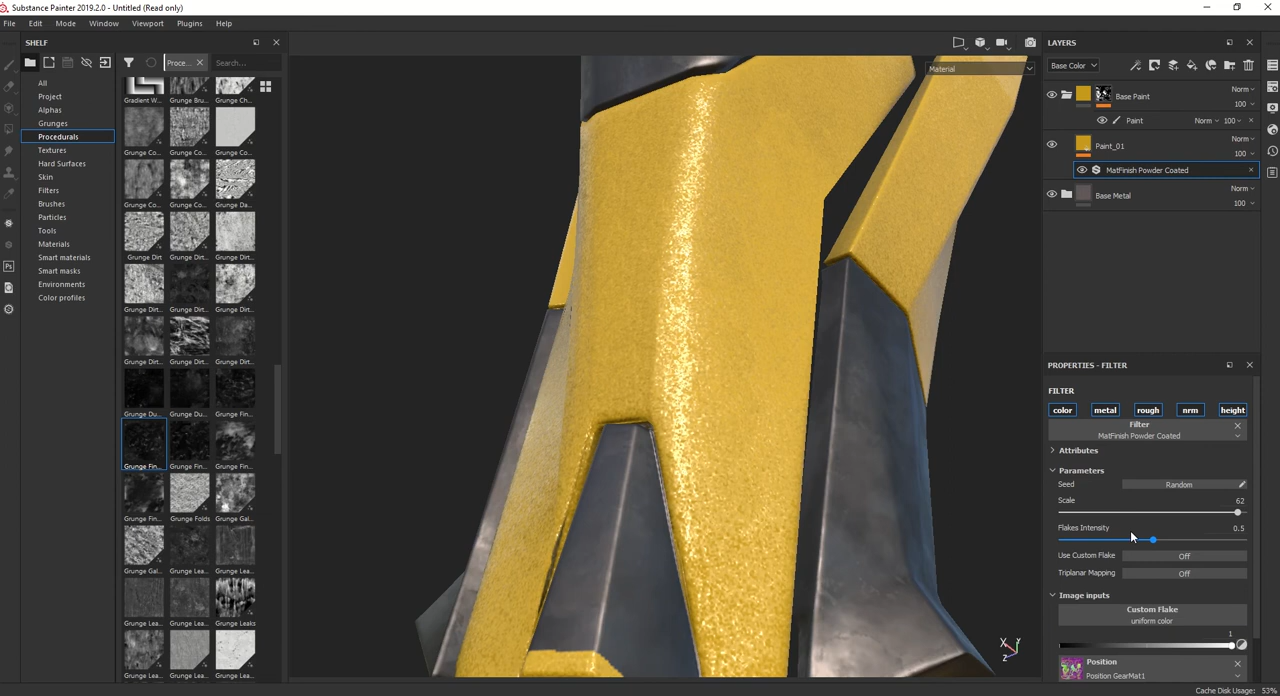 Substance Painter 2019.2.0 - Untitled (Read only)
File Edit Mode Window Viewport Plugins Help
SHELF
Proce...
Search...
All
Project
Alphas
Grunges
Procedurals
Textures
Hard Surfaces
Skin
Filters
Brushes
Particles
Tools
Materials
Smart materials
Smart masks
Environments
Color profiles
Gradient W... Grunge Bru... Grunge Ch...
Grunge Co... Grunge Co... Grunge Co...
Grunge Co... Grunge Co... Grunge Da...
Grunge Dirt Grunge Dirt... Grunge Dirt...
Grunge Dirt... Grunge Dirt... Grunge Dirt...
Grunge Dirt... Grunge Dirt... Grunge Dirt...
Grunge Du... Grunge Du... Grunge Fin...
Grunge Fin... Grunge Fin... Grunge Fin...
Grunge Fin... Grunge Folds Grunge Gal...
Grunge Gal... Grunge Lea... Grunge Lea...
Grunge Lea... Grunge Lea... Grunge Leaks
Grunge Lea... Grunge Lea... Grunge Lea...
Material
X Y
Z
LAYERS
Base Color
Base Paint
Norm
100
Paint Norm 100
Paint_01
Norm
100
MatFinish Powder Coated
Base Metal
Norm
100
PROPERTIES - FILTER
FILTER
color metal rough nrm height
Filter
MatFinish Powder Coated
Attributes
Parameters
Seed Random
Scale 62
Flakes Intensity 0.5
Use Custom Flake Off
Triplanar Mapping Off
Image inputs
Custom Flake
uniform color
1
Position
Position GearMat1
Cache Disk Usage: 53%
Ps